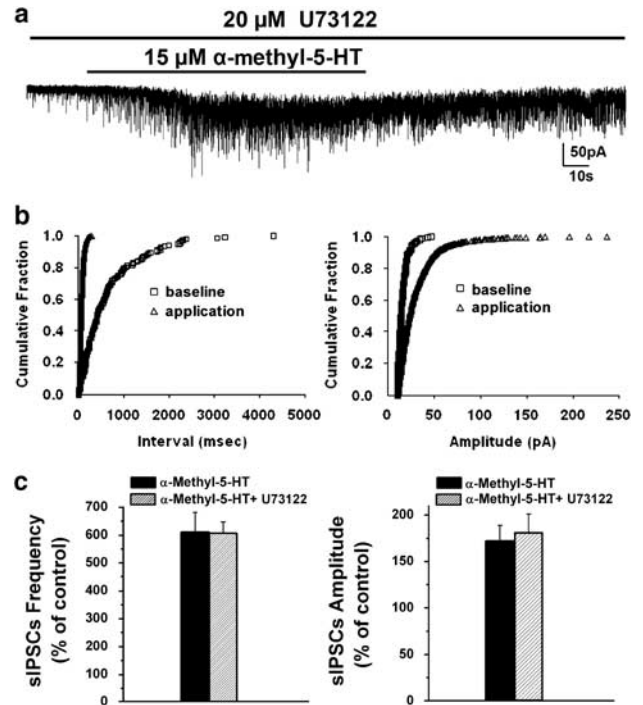 a
20 µM U73122
15 µM α-methyl-5-HT
50pA
10s
b
Cumulative Fraction
1.0
0.8
0.6
0.4
0.2
0.0
0 1000 2000 3000 4000 5000
Interval (msec)
baseline
application
Cumulative Fraction
1.0
0.8
0.6
0.4
0.2
0.0
0 50 100 150 200 250
Amplitude (pA)
baseline
application
c
α-Methyl-5-HT
α-Methyl-5-HT+ U73122
sIPSCs Frequency
(% of control)
700
600
500
400
300
200
100
0
α-Methyl-5-HT
α-Methyl-5-HT+ U73122
sIPSCs Amplitude
(% of control)
200
150
100
50
0